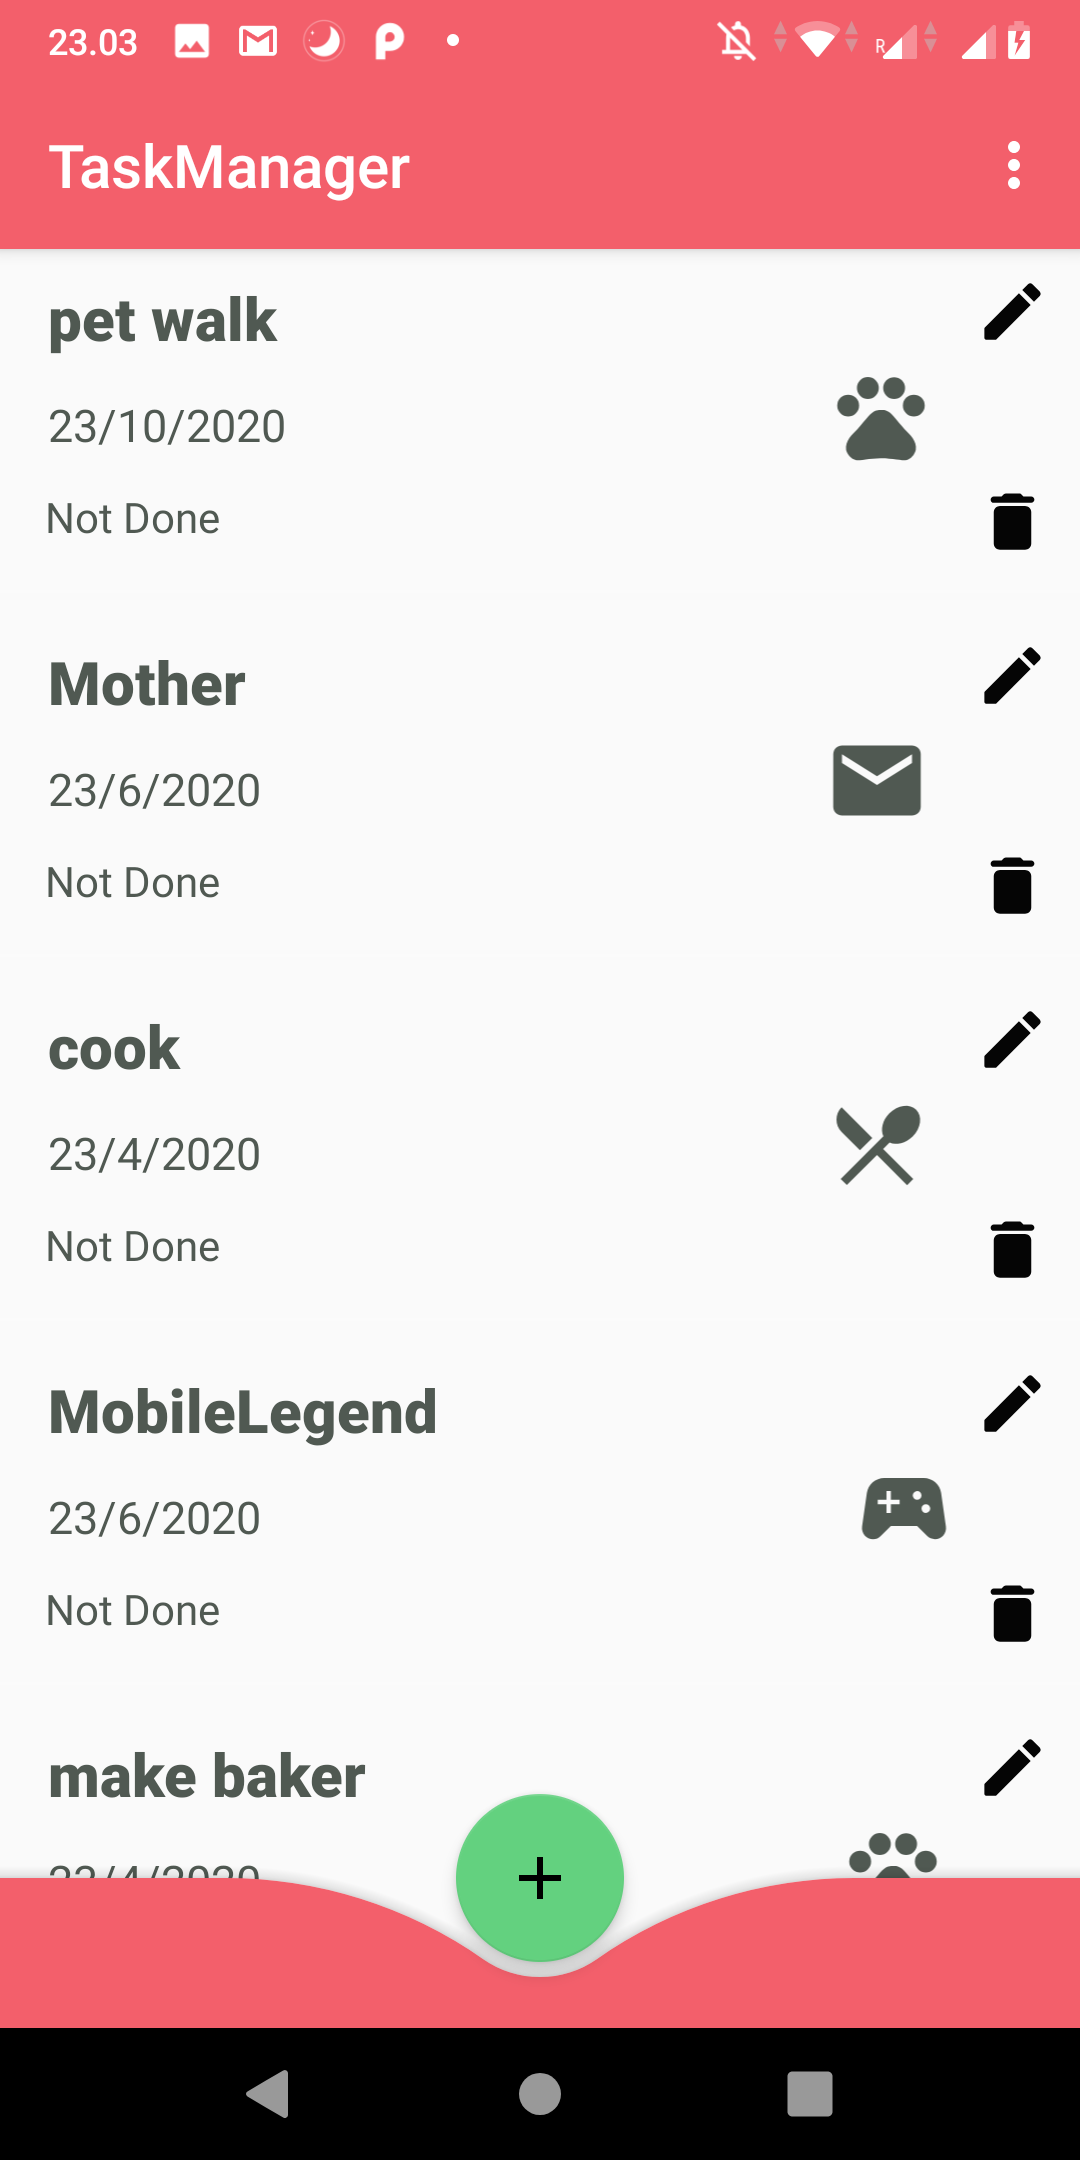 23.03
R
TaskManager
pet walk
23/10/2020
Not Done
Mother
23/6/2020
Not Done
cook
23/4/2020
Not Done
MobileLegend
23/6/2020
Not Done
make baker